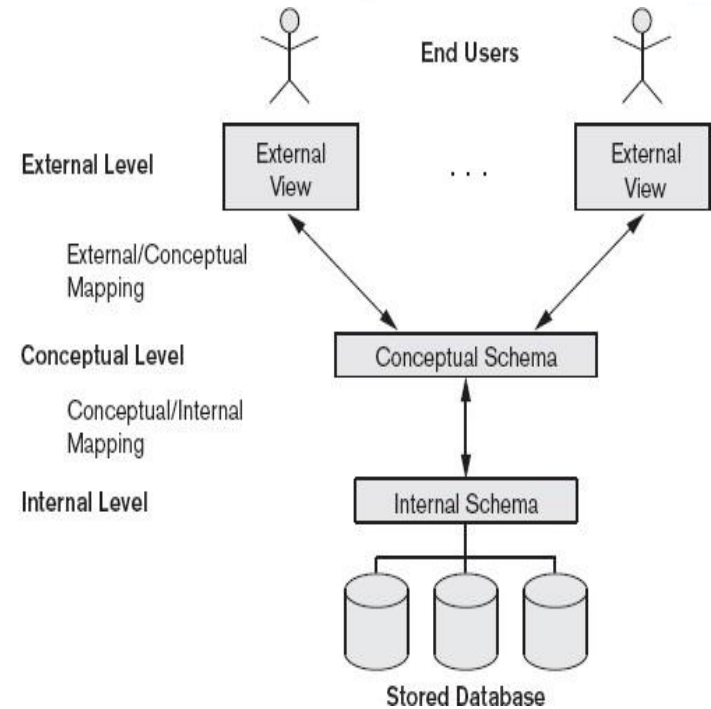 End Users
External Level
External
View
. . .
External
View
External/Conceptual
Mapping
Conceptual Level
Conceptual Schema
Conceptual/Internal
Mapping
Internal Level
Internal Schema
Stored Database